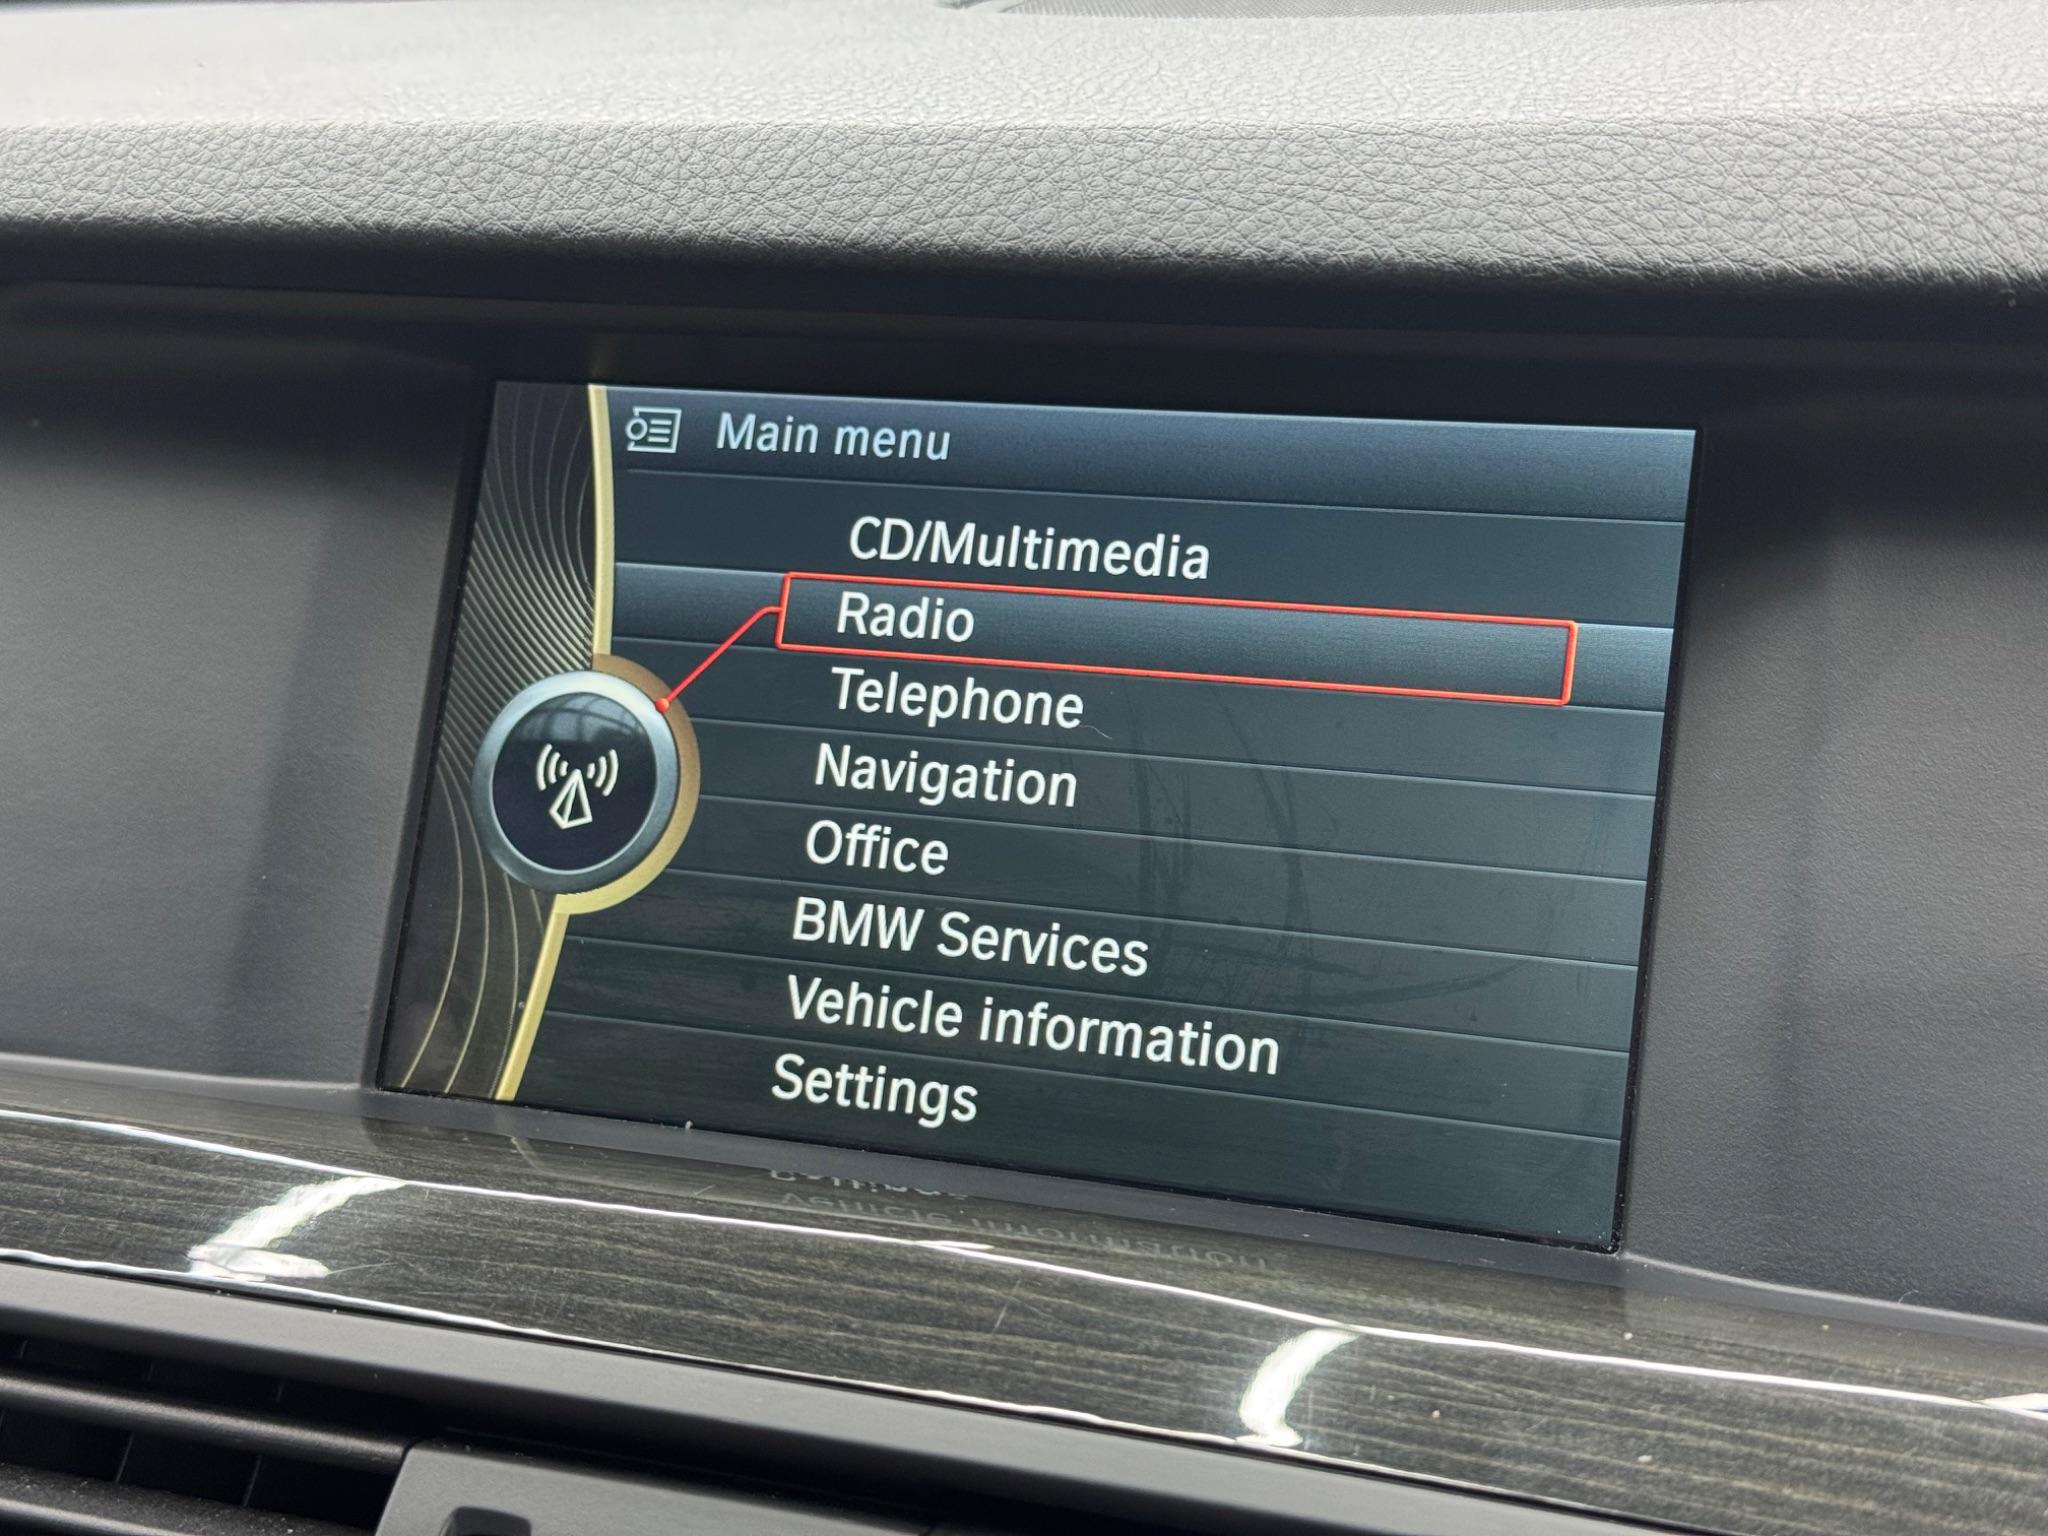 Main menu
CD/Multimedia
Radio
Telephone
Navigation
Office
BMW Services
Vehicle information
Settings